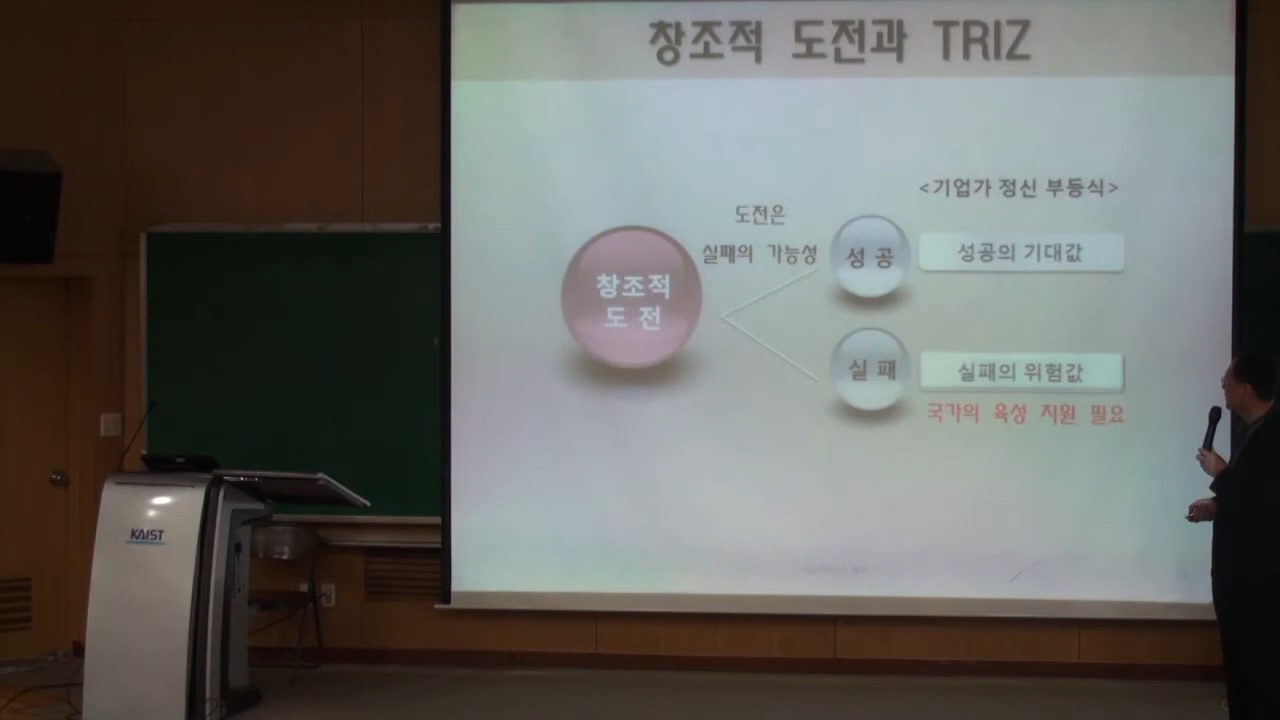 창조적 도전과 TRIZ
<기업가 정신 부등식>
도전은
실패의 가능성
성 공
성공의 기대값
창조적
도 전
실 패
실패의 위험값
국가의 육성 지원 필요
KAIST